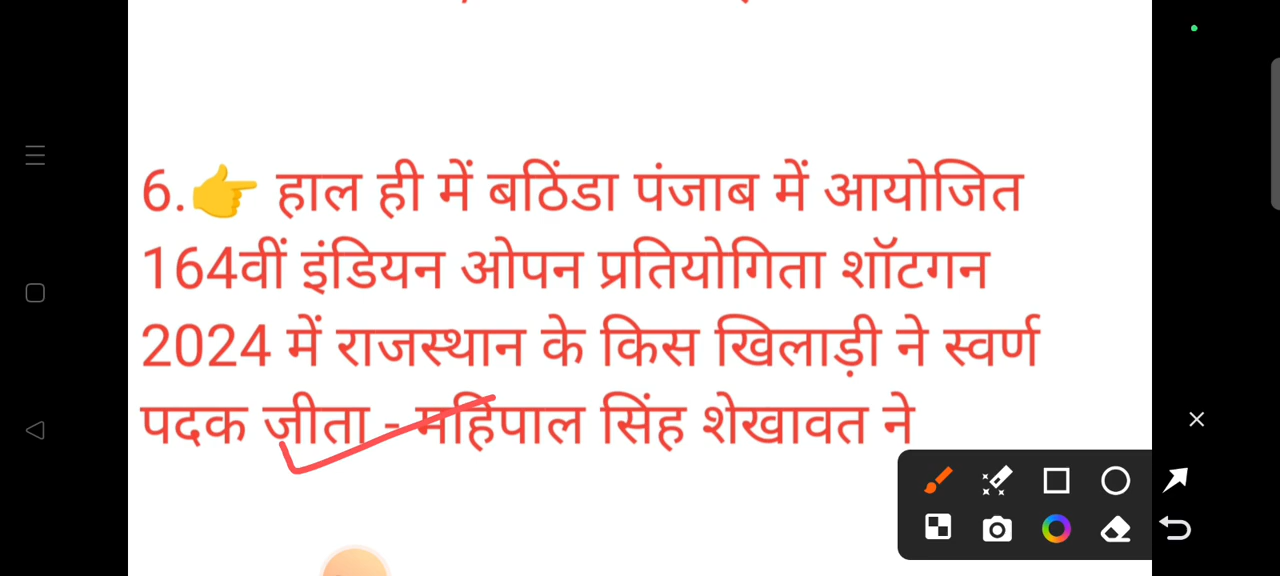 6.👉 हाल ही में बठिंडा पंजाब में आयोजित
164वीं इंडियन ओपन प्रतियोगिता शॉटगन
2024 में राजस्थान के किस खिलाड़ी ने स्वर्ण
पदक जीता - महिपाल सिंह शेखावत ने